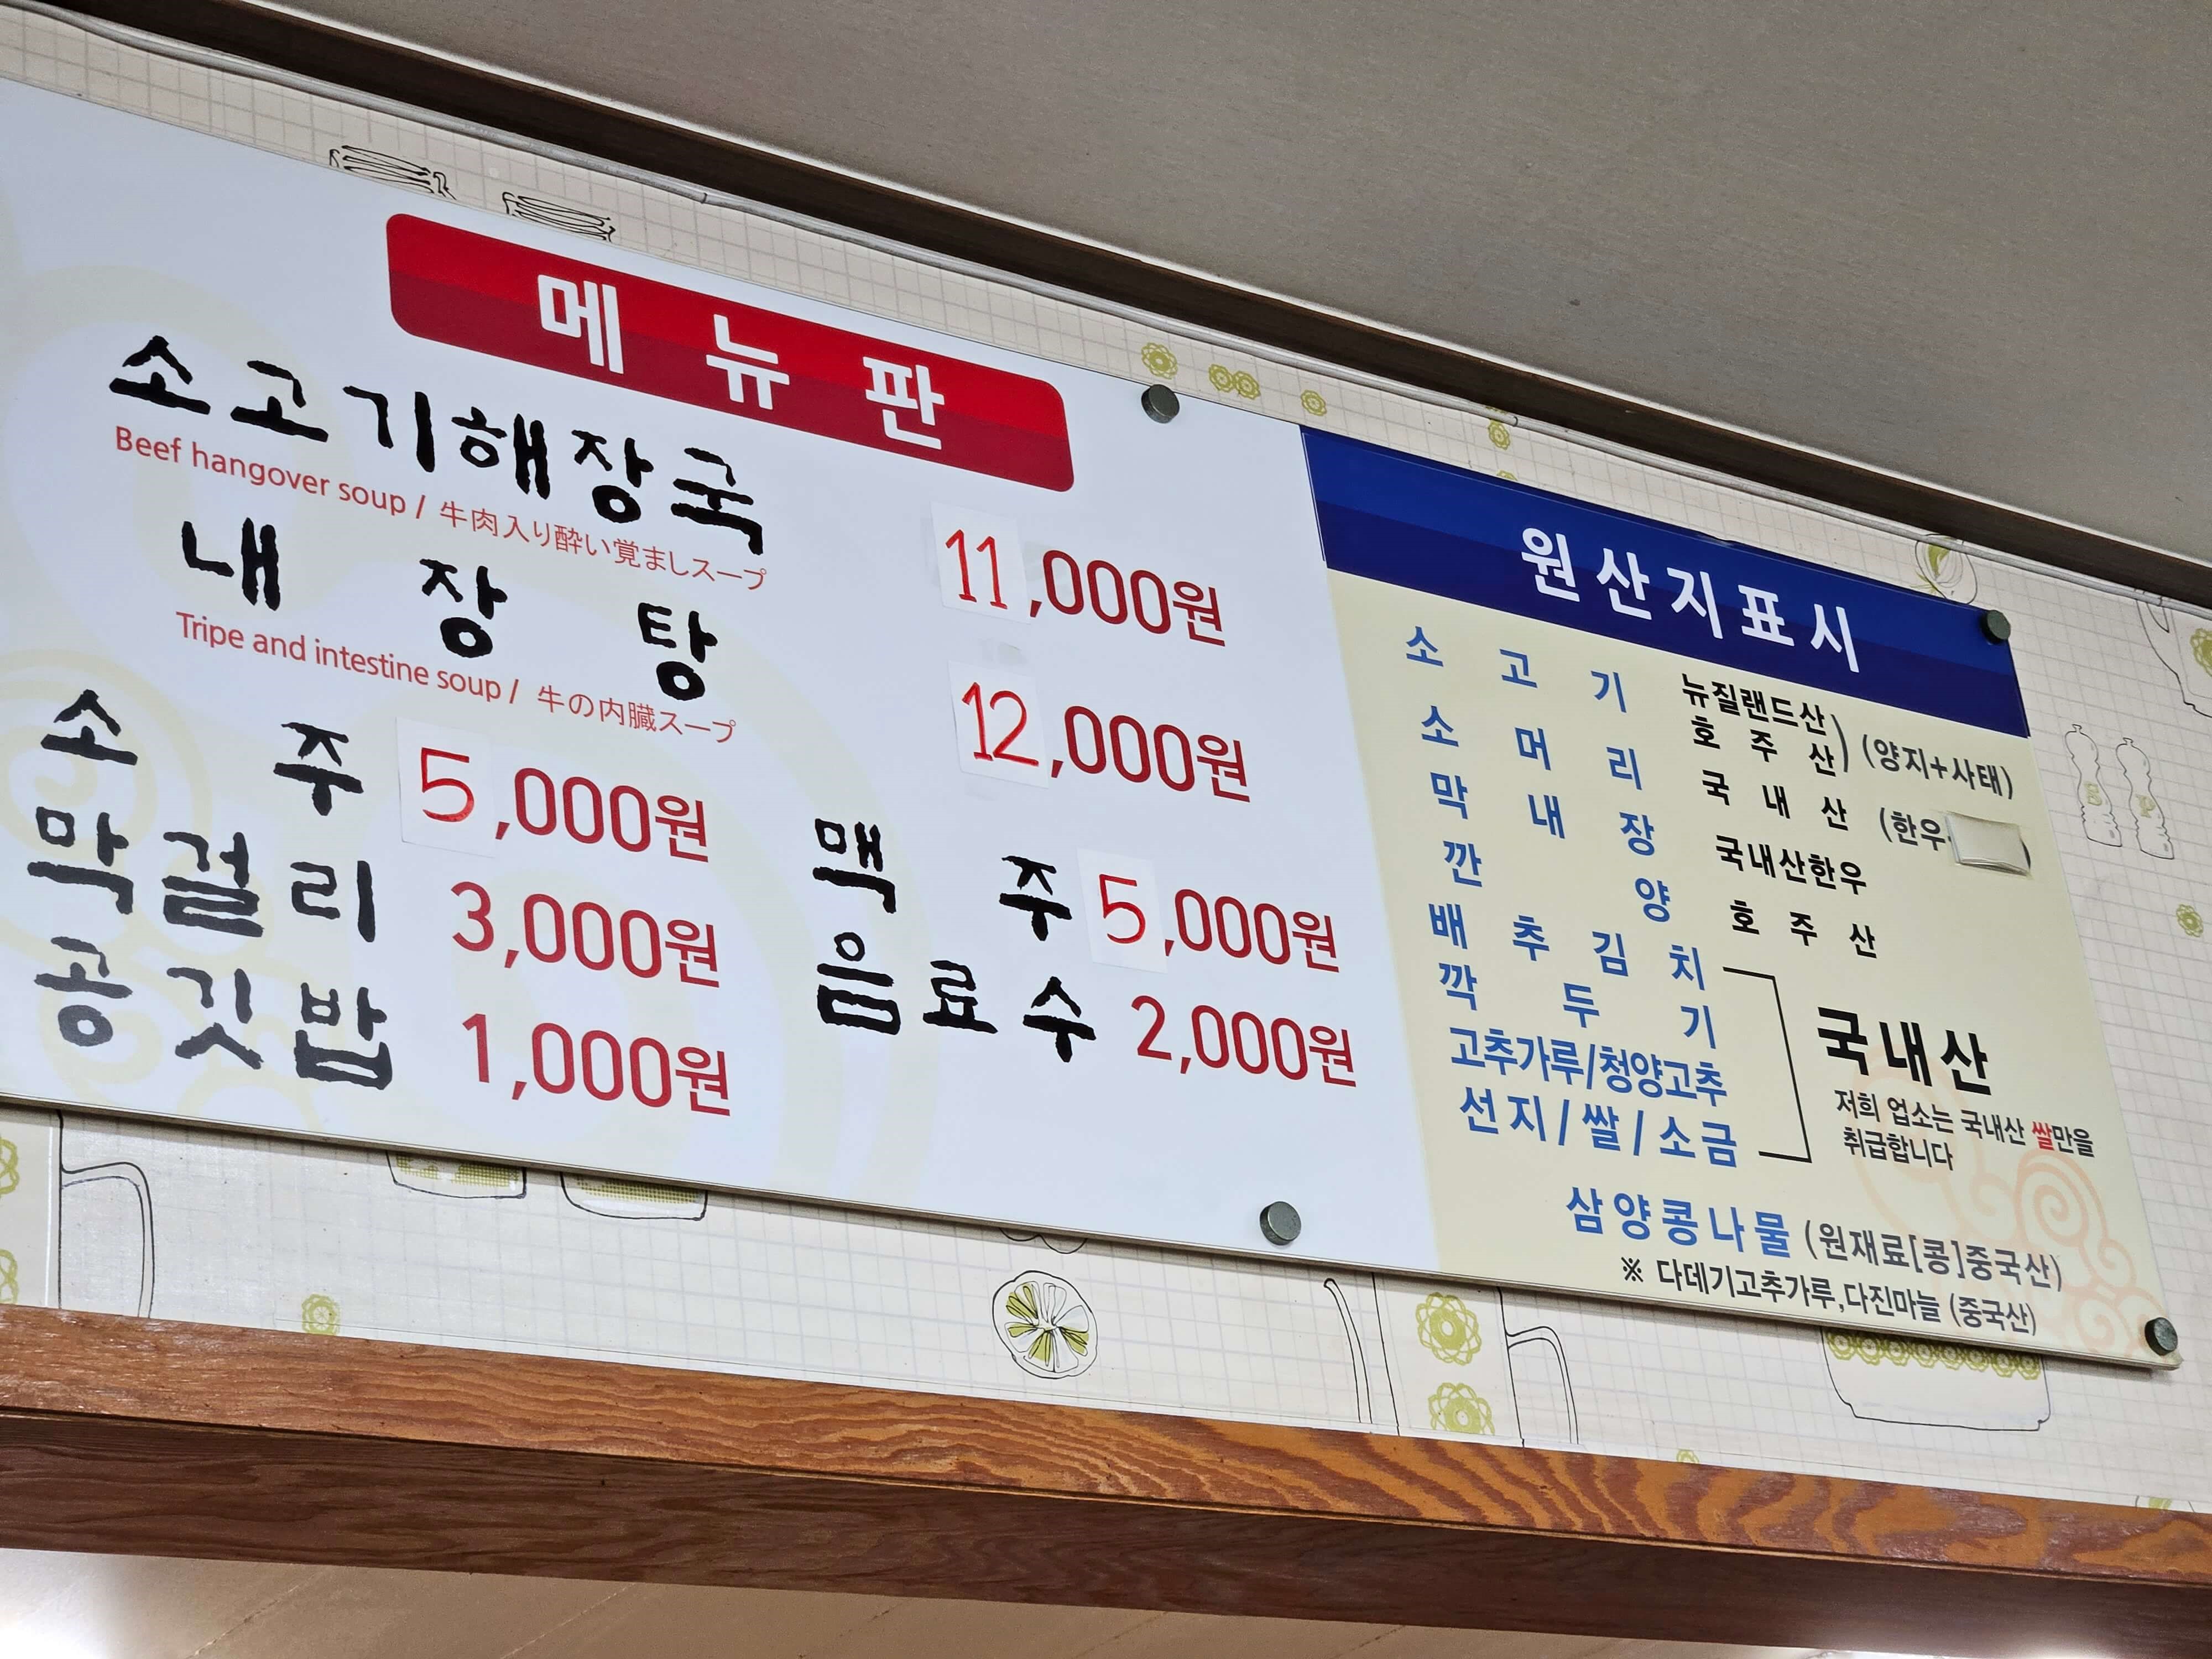 메뉴판
소고기해장국 11,000원
Beef hangover soup / 牛肉入り酔い覚ましスープ
내장탕 12,000원
Tripe and intestine soup / 牛の内臓スープ
소주 5,000원 맥주 5,000원
막걸리 3,000원 음료수 2,000원
공깃밥 1,000원
원산지표시
소고기 뉴질랜드산
호주산 (양지+사태)
소머리 국내산 (한우
막내장 국내산한우
깐양 호주산
배추김치
깍두기
고추가루/청양고추
선지/쌀/소금
국내산
저희 업소는 국내산 쌀만을
취급합니다
삼양콩나물 (원재료[콩]중국산)
※ 다데기고추가루,다진마늘 (중국산)